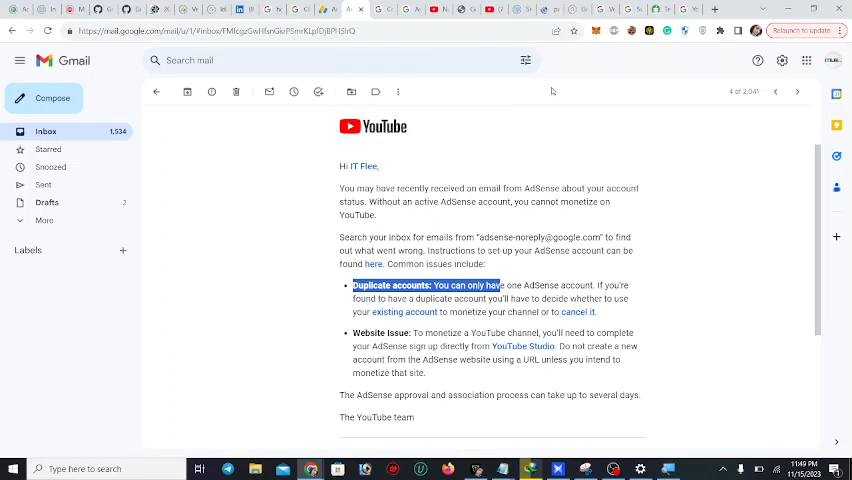 https://mail.google.com/mail/u/1/#inbox/FMfcgzGwHfsnGkrPSmrKLpfDjBPHSlrQ
Relaunch to update
Gmail
Search mail
Compose
4 of 2,041
Inbox 1,534
Starred
Snoozed
Sent
Drafts 2
More
Labels
YouTube
Hi IT Flee,
You may have recently received an email from AdSense about your account
status. Without an active AdSense account, you cannot monetize on
YouTube.
Search your inbox for emails from "adsense-noreply@google.com" to find
out what went wrong. Instructions to set-up your AdSense account can be
found here. Common issues include:
Duplicate accounts: You can only have one AdSense account. If you're
found to have a duplicate account you'll have to decide whether to use
your existing account to monetize your channel or to cancel it.
Website Issue: To monetize a YouTube channel, you'll need to complete
your AdSense sign up directly from YouTube Studio. Do not create a new
account from the AdSense website using a URL unless you intend to
monetize that site.
The AdSense approval and association process can take up to several days.
The YouTube team
Type here to search
11:49 PM
11/15/2023